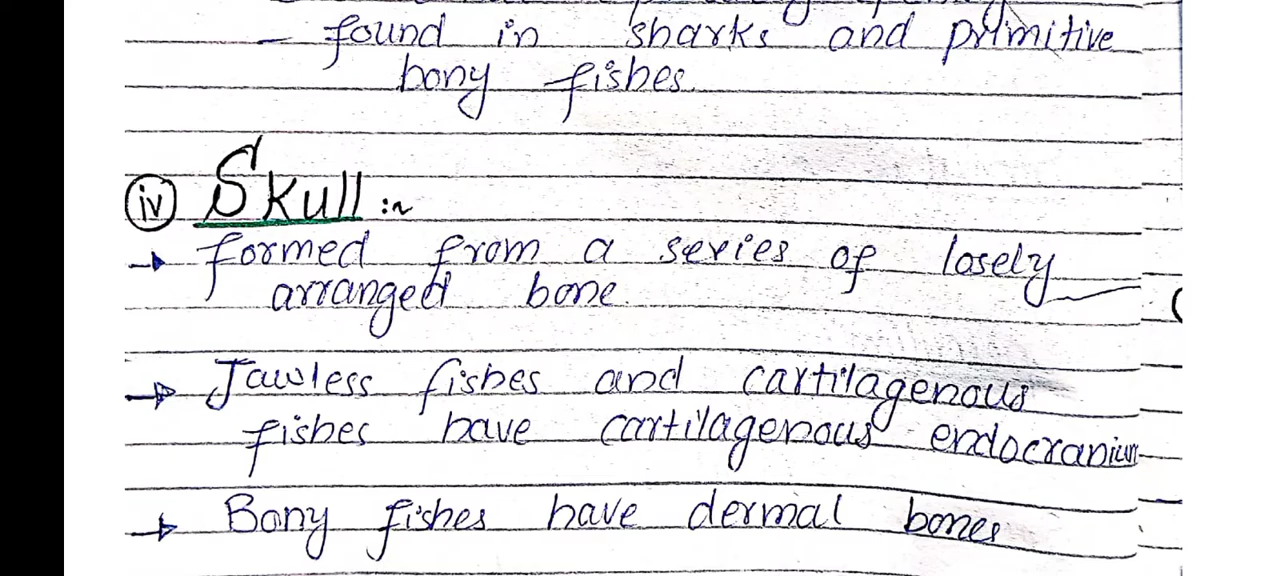 - found in sharks and primitive
bony fishes.
(iv) Skull :~
→ formed from a series of losely
arranged bone.
→ Jawless fishes and cartilagenous
fishes have cartilagenous endocranium
→ Bony fishes have dermal bones